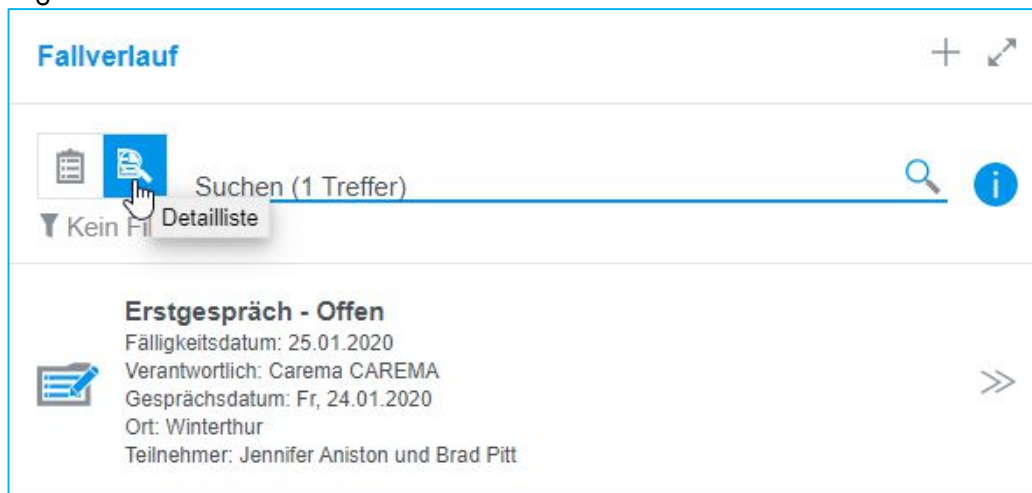 Fallverlauf
Suchen (1 Treffer)
Detailliste
Kein
Erstgespräch - Offen
Fälligkeitsdatum: 25.01.2020
Verantwortlich: Carema CAREMA
Gesprächsdatum: Fr, 24.01.2020
Ort: Winterthur
Teilnehmer: Jennifer Aniston und Brad Pitt